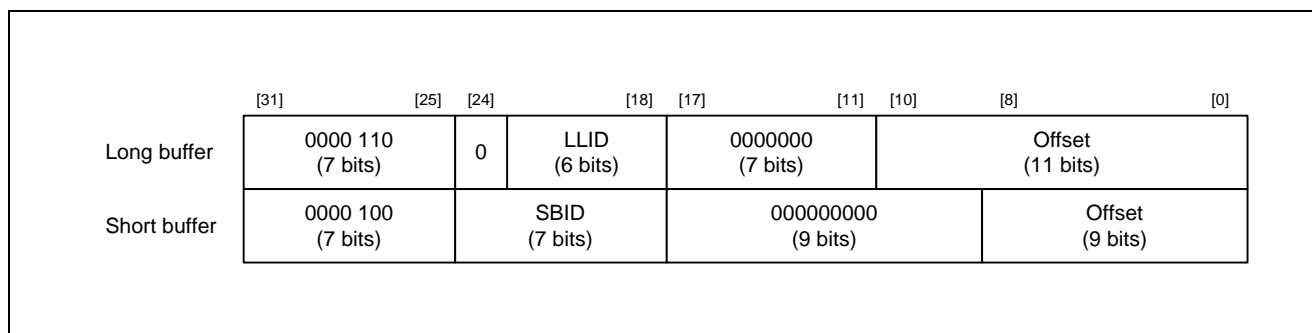 [31] [25] [24] [18] [17] [11] [10] [8] [0]
Long buffer 0000 110 0 LLID 0000000 Offset
(7 bits) (6 bits) (7 bits) (11 bits)
Short buffer 0000 100 SBID 000000000 Offset
(7 bits) (7 bits) (9 bits) (9 bits)